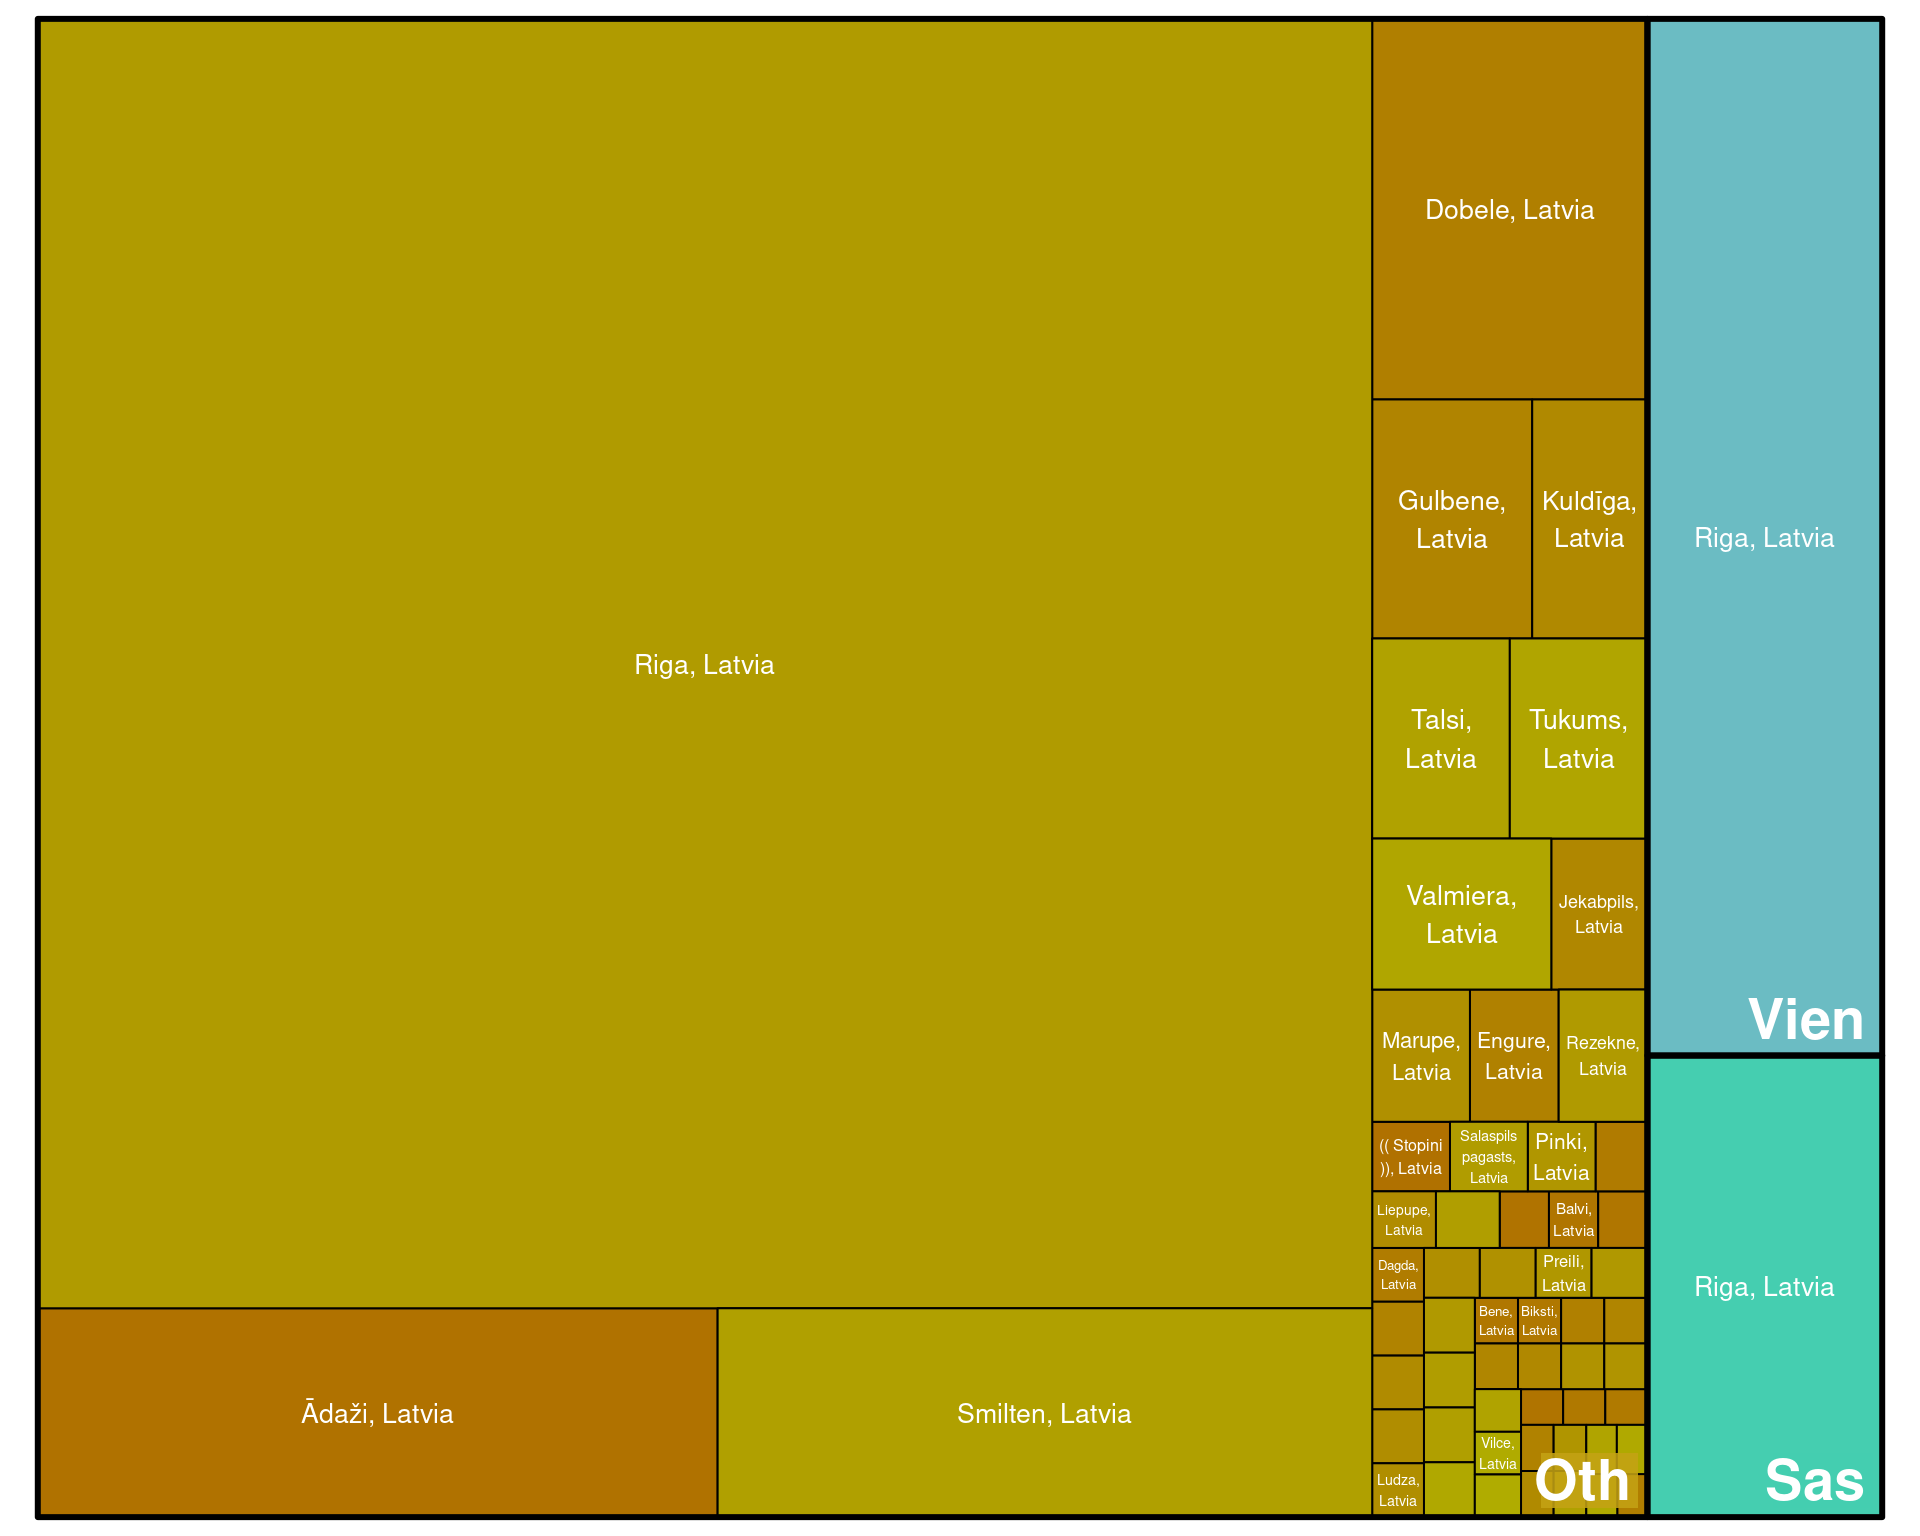 Riga, Latvia
Ādaži, Latvia
Smilten, Latvia
Dobele, Latvia
Gulbene,
Latvia
Kuldīga,
Latvia
Talsi,
Latvia
Tukums,
Latvia
Valmiera,
Latvia
Jekabpils,
Latvia
Marupe,
Latvia
Engure,
Latvia
Rezekne,
Latvia
(( Stopini
)), Latvia
Salaspils
pagasts,
Latvia
Pinki,
Latvia
Liepupe,
Latvia
Balvi,
Latvia
Dagda,
Latvia
Preili,
Latvia
Bene,
Latvia
Biksti,
Latvia
Vilce,
Latvia
Ludza,
Latvia
Oth
Riga, Latvia
Vien
Riga, Latvia
Sas